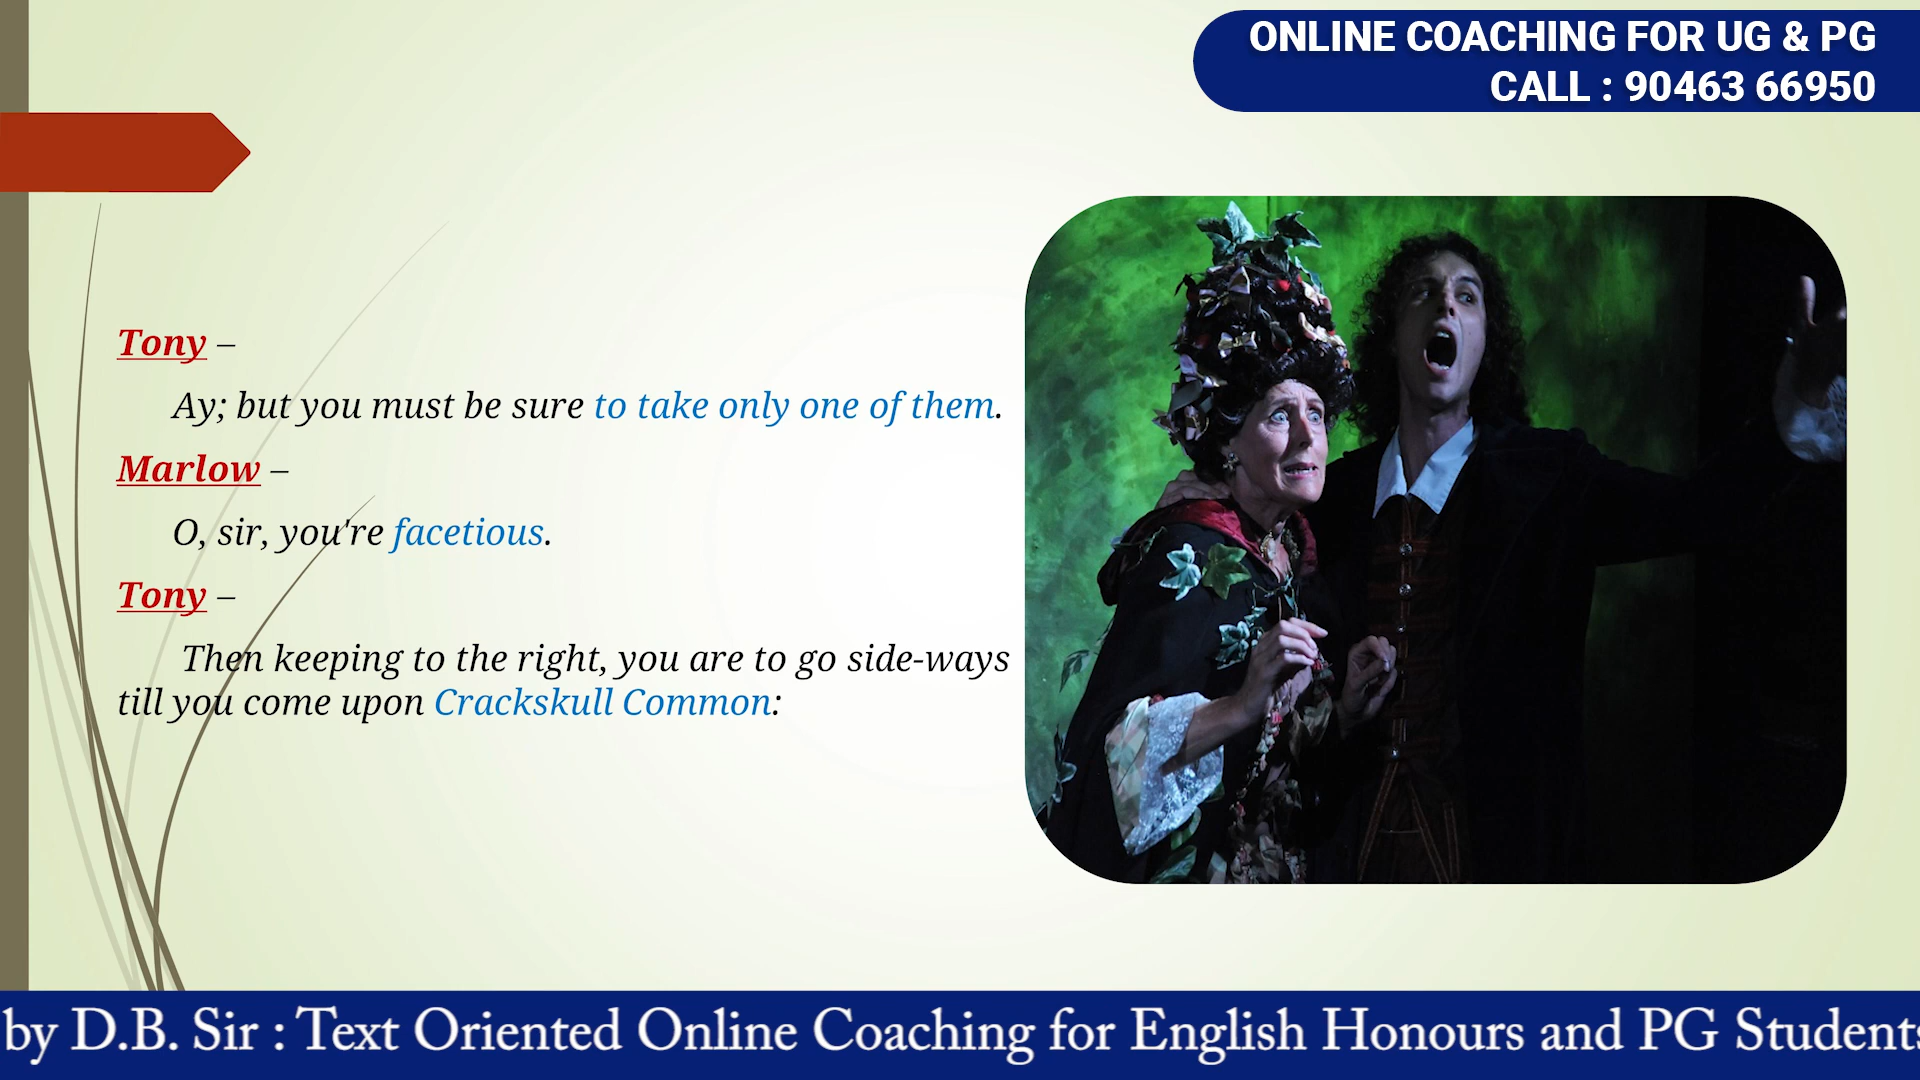 ONLINE COACHING FOR UG & PG
CALL : 90463 66950
Tony –
Ay; but you must be sure to take only one of them.
Marlow –
O, sir, you're facetious.
Tony –
Then keeping to the right, you are to go side-ways
till you come upon Crackskull Common:
by D.B. Sir : Text Oriented Online Coaching for English Honours and PG Students